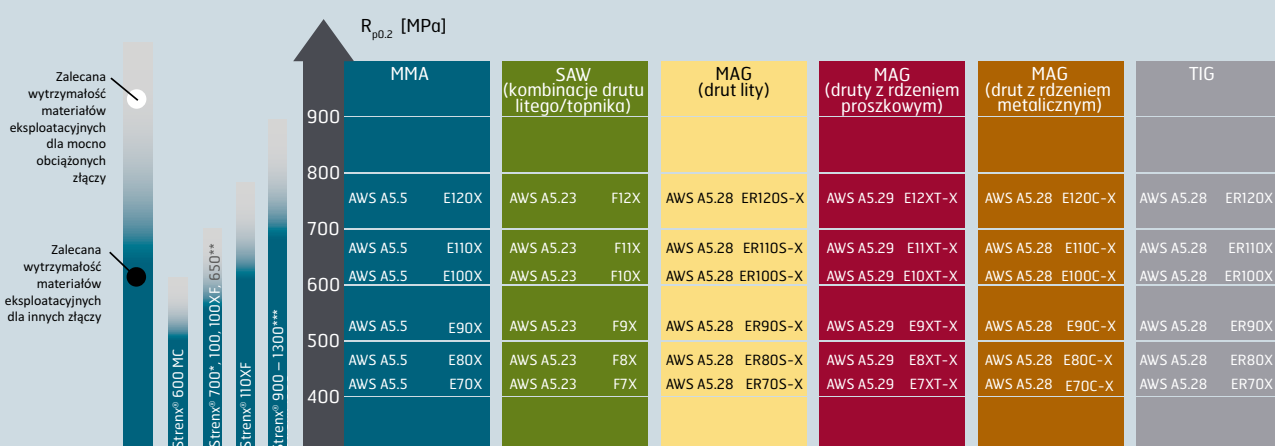 Rp0.2 [MPa]
Zalecana
wytrzymałość
materiałów
eksploatacyjnych
dla mocno
obciążonych
złączy
Zalecana
wytrzymałość
materiałów
eksploatacyjnych
dla innych złączy
Strenx® 600 MC
Strenx® 700*, 100, 100XF, 650**
Strenx® 110XF
Strenx® 900 – 1300***
MMA
SAW
(kombinacje drutu
litego/topnika)
MAG
(drut lity)
MAG
(druty z rdzeniem
proszkowym)
MAG
(drut z rdzeniem
metalicznym)
TIG
900
800
AWS A5.5 E120X AWS A5.23 F12X AWS A5.28 ER120S-X AWS A5.29 E12XT-X AWS A5.28 E120C-X AWS A5.28 ER120X
700
AWS A5.5 E110X AWS A5.23 F11X AWS A5.28 ER110S-X AWS A5.29 E11XT-X AWS A5.28 E110C-X AWS A5.28 ER110X
AWS A5.5 E100X AWS A5.23 F10X AWS A5.28 ER100S-X AWS A5.29 E10XT-X AWS A5.28 E100C-X AWS A5.28 ER100X
600
AWS A5.5 E90X AWS A5.23 F9X AWS A5.28 ER90S-X AWS A5.29 E9XT-X AWS A5.28 E90C-X AWS A5.28 ER90X
500
AWS A5.5 E80X AWS A5.23 F8X AWS A5.28 ER80S-X AWS A5.29 E8XT-X AWS A5.28 E80C-X AWS A5.28 ER80X
AWS A5.5 E70X AWS A5.23 F7X AWS A5.28 ER70S-X AWS A5.29 E7XT-X AWS A5.28 E70C-X AWS A5.28 ER70X
400